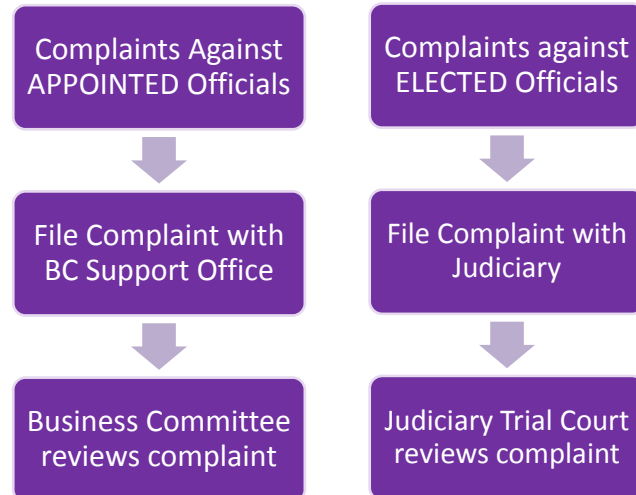 Complaints Against
APPOINTED Officials
File Complaint with
BC Support Office
Business Committee
reviews complaint
Complaints against
ELECTED Officials
File Complaint with
Judiciary
Judiciary Trial Court
reviews complaint